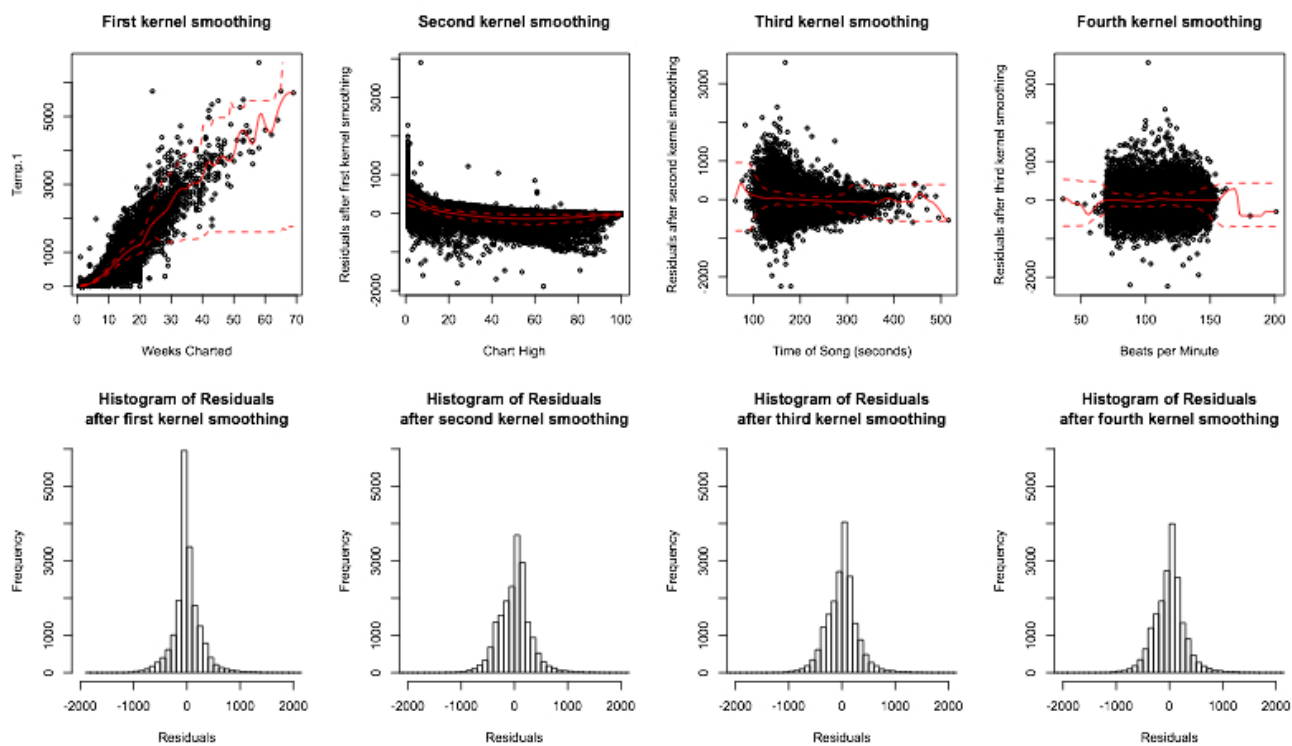 First kernel smoothing
Second kernel smoothing
Third kernel smoothing
Fourth kernel smoothing
Temp.1
0 1000 3000 5000
0 10 20 30 40 50 60 70
Weeks Charted
Residuals after first kernel smoothing
-2000 0 1000 3000
0 20 40 60 80 100
Chart High
Residuals after second kernel smoothing
-2000 0 1000 3000
100 200 300 400 500
Time of Song (seconds)
Residuals after third kernel smoothing
-2000 0 1000 3000
50 100 150 200
Beats per Minute
Histogram of Residuals
after first kernel smoothing
Histogram of Residuals
after second kernel smoothing
Histogram of Residuals
after third kernel smoothing
Histogram of Residuals
after fourth kernel smoothing
Frequency
0 1000 3000 5000
-2000 -1000 0 1000 2000
Residuals
Frequency
0 1000 3000 5000
-2000 -1000 0 1000 2000
Residuals
Frequency
0 1000 3000 5000
-2000 -1000 0 1000 2000
Residuals
Frequency
0 1000 3000 5000
-2000 -1000 0 1000 2000
Residuals